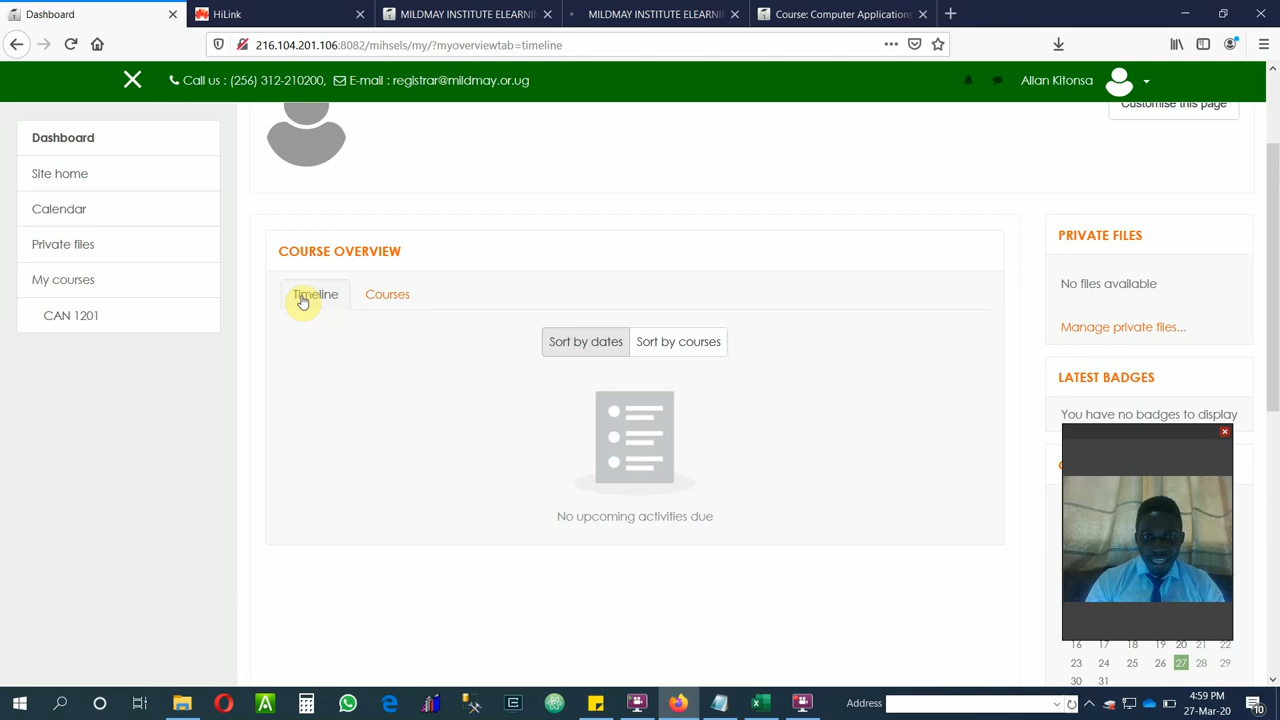 Dashboard
HiLink
MILDMAY INSTITUTE ELEARNIN
MILDMAY INSTITUTE ELEARNIN
Course: Computer Applications
216.104.201.106:8082/mihsels/my/?myoverviewtab=timeline
Call us : (256) 312-210200, E-mail : registrar@mildmay.or.ug
Allan Kitonsa
Customise this page
Dashboard
Site home
Calendar
Private files
My courses
CAN 1201
COURSE OVERVIEW
Timeline
Courses
Sort by dates
Sort by courses
No upcoming activities due
PRIVATE FILES
No files available
Manage private files...
LATEST BADGES
You have no badges to display
16 17 18 19 20 21 22
23 24 25 26 27 28 29
30 31
Address
4:59 PM
27-Mar-20
10